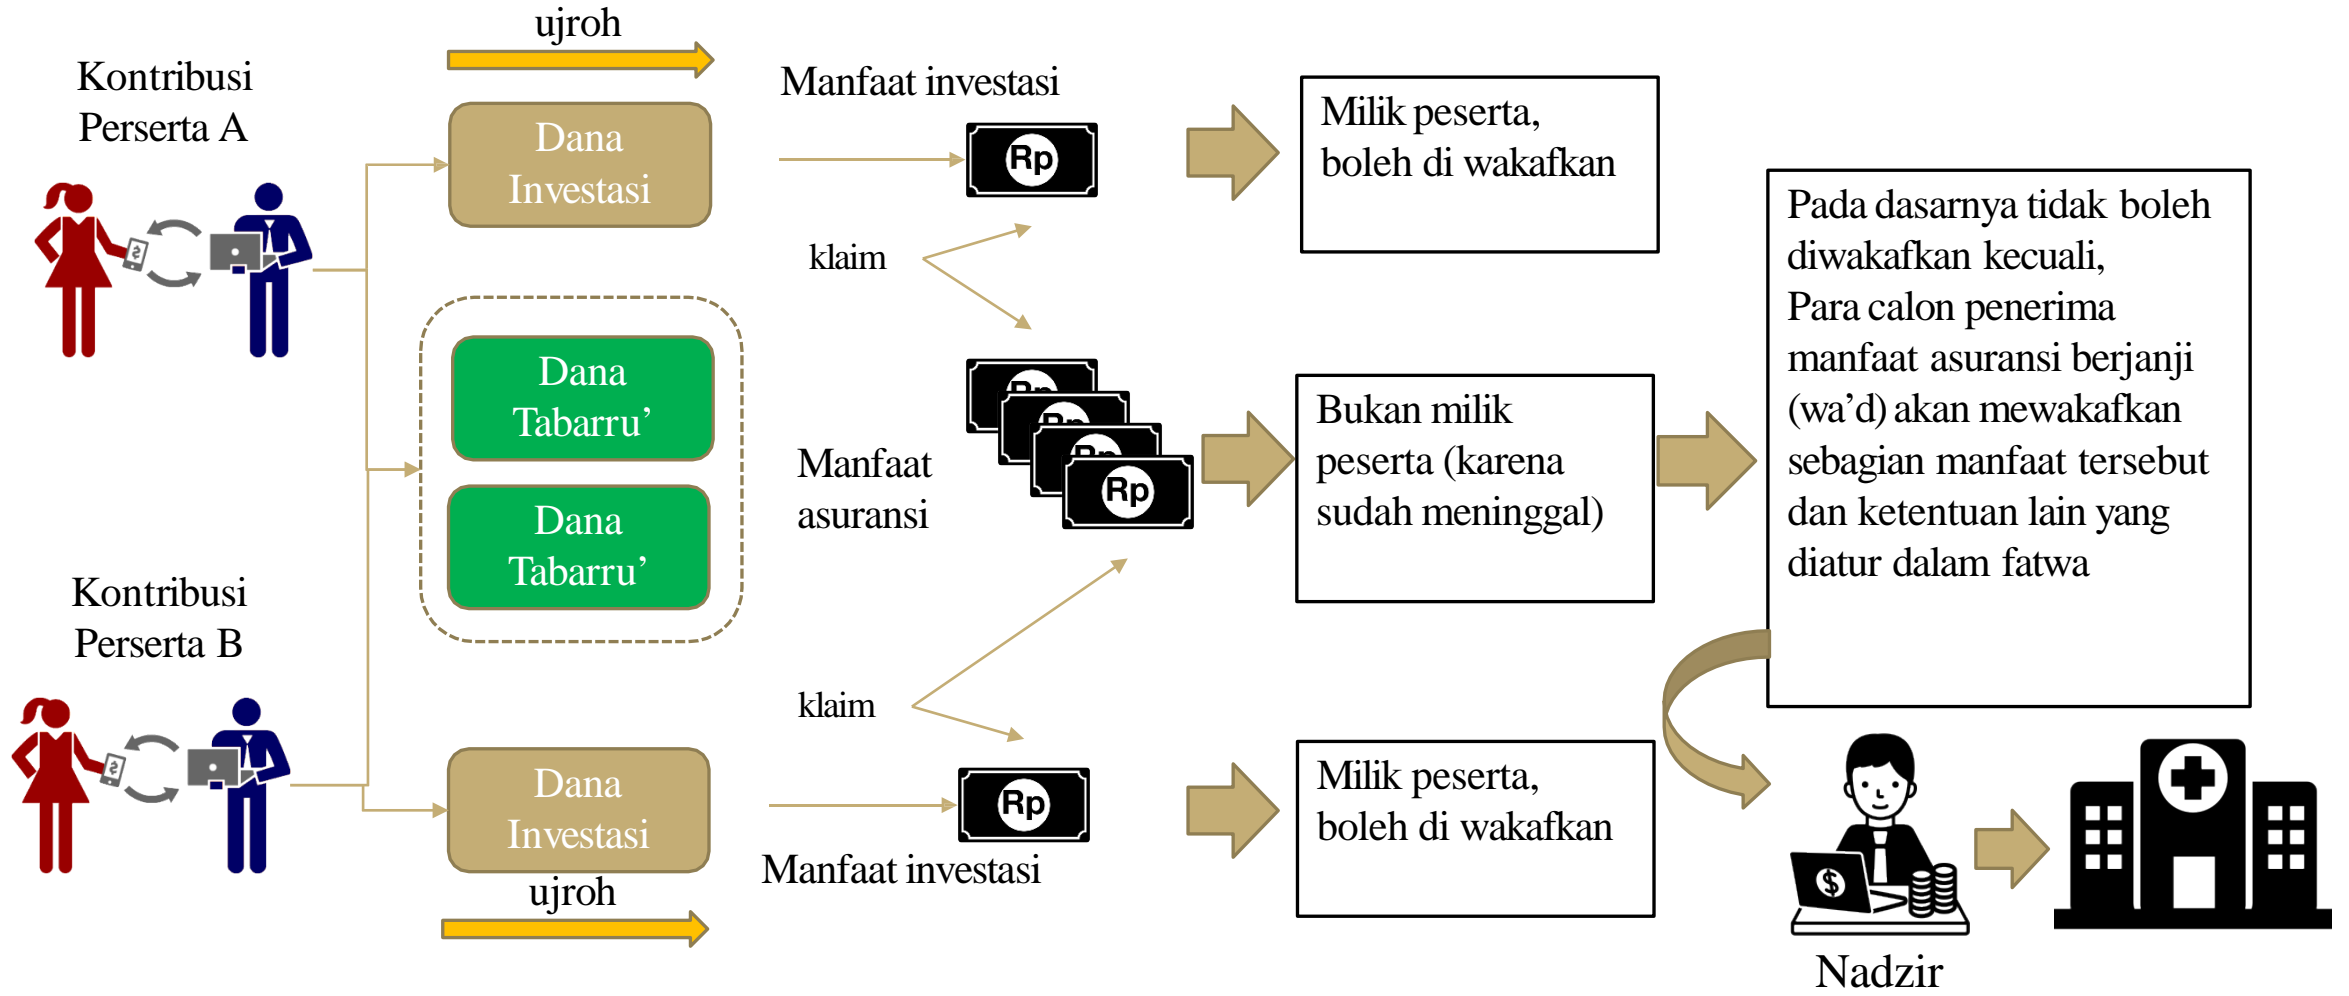 ujroh
Kontribusi
Perserta A
Dana
Investasi
Manfaat investasi
Rp
Milik peserta,
boleh di wakafkan
klaim
Dana
Tabarru’
Dana
Tabarru’
Manfaat
asuransi
Rp
Rp
Rp
Rp
Bukan milik
peserta (karena
sudah meninggal)
Pada dasarnya tidak boleh
diwakafkan kecuali,
Para calon penerima
manfaat asuransi berjanji
(wa’d) akan mewakafkan
sebagian manfaat tersebut
dan ketentuan lain yang
diatur dalam fatwa
Kontribusi
Perserta B
klaim
Dana
Investasi
ujroh
Rp
Manfaat investasi
Milik peserta,
boleh di wakafkan
$
Nadzir